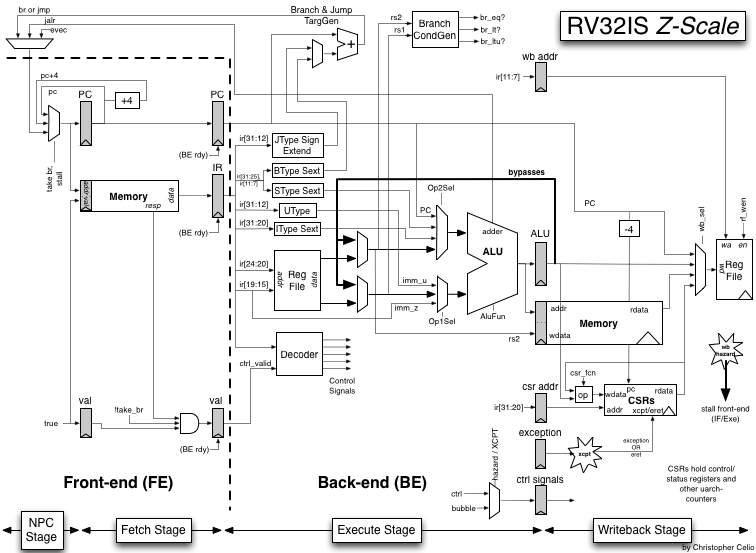 br or jmp
jalr
evec
Branch & Jump
TargGen
+
rs2
rs1
Branch
CondGen
br_eq?
br_lt?
br_ltu?
RV32IS Z-Scale
wb addr
ir[11:7]
pc+4
pc
PC
+4
PC
(BE rdy)
take br,
stall
IR
addr
Memory
resp
data
(BE rdy)
ir[31:12]
JType Sign
Extend
ir[31:25],
ir[11:7]
BType Sext
SType Sext
ir[31:12]
UType
ir[31:20]
IType Sext
bypasses
Op2Sel
PC
adder
ALU
AluFun
ALU
PC
-4
wb_sel
rf_wen
wa
en
wd
Reg
File
ir[24:20]
ir[19:15]
addr
Reg
File
data
imm_u
imm_z
Op1Sel
rs2
addr
rdata
Memory
wdata
wb
hazard
stall front-end
(IF/Exe)
Decoder
ctrl_valid
Control
Signals
csr_fcn
op
wdata
pc
rdata
CSRs
addr
xcpt/eret
csr addr
ir[31:20]
val
true
!take_br
val
(BE rdy)
exception
xcpt
exception
OR
eret
hazard / XCPT
ctrl signals
ctrl
bubble
CSRs hold control/
status registers and
other uarch-
counters
Front-end (FE)
Back-end (BE)
NPC
Stage
Fetch Stage
Execute Stage
Writeback Stage
by Christopher Celio